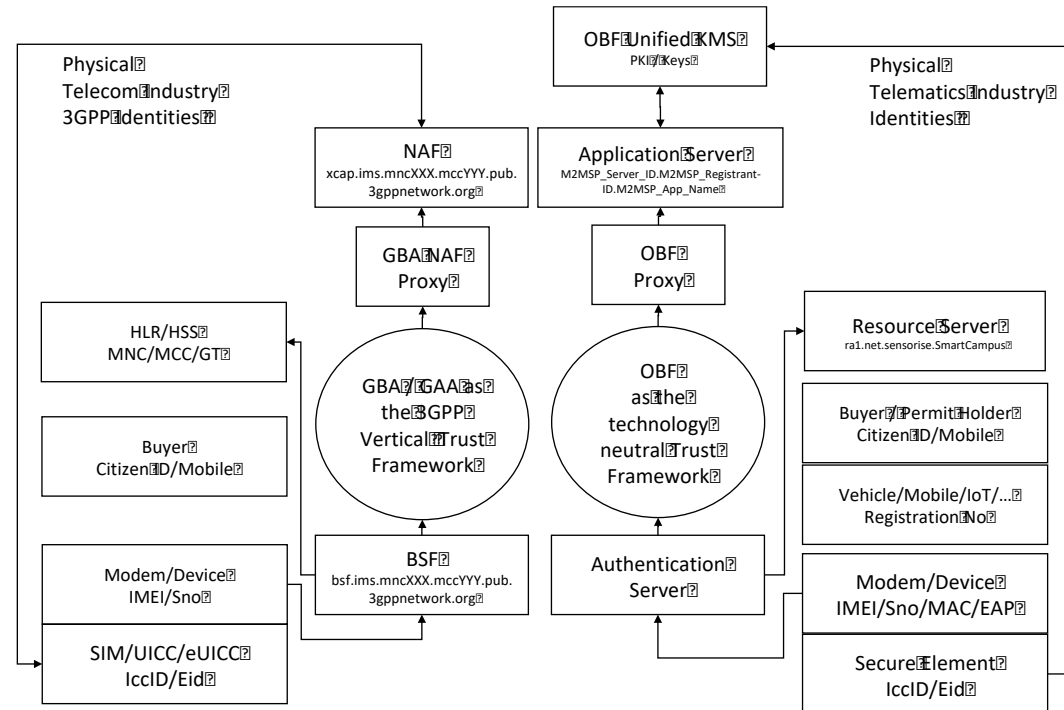 OBF Unified KMS
PKI / Keys
Physical
Telecom Industry
3GPP Identities
Physical
Telematics Industry
Identities
NAF
xcap.ims.mncXXX.mccYYY.pub.
3gppnetwork.org
Application Server
M2MSP_Server_ID.M2MSP_Registrant-
ID.M2MSP_App_Name
GBA NAF
Proxy
OBF
Proxy
HLR/HSS
MNC/MCC/GT
Resource Server
ra1.net.sensorise.SmartCampus
GBA / GAA as
the 3GPP
Vertical Trust
Framework
OBF
as the
technology
neutral Trust
Framework
Buyer
Citizen ID/Mobile
Buyer / Permit Holder
Citizen ID/Mobile
Vehicle/Mobile/IoT/...
Registration No
Modem/Device
IMEI/Sno
BSF
bsf.ims.mncXXX.mccYYY.pub.
3gppnetwork.org
Authentication
Server
Modem/Device
IMEI/Sno/MAC/EAP
SIM/UICC/eUICC
IccID/Eid
Secure Element
IccID/Eid